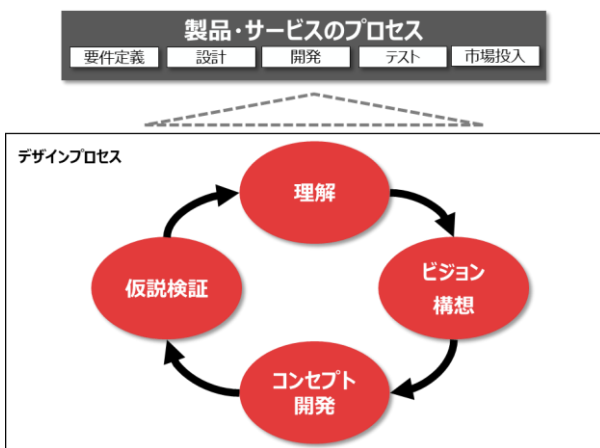 製品・サービスのプロセス
要件定義
設計
開発
テスト
市場投入
デザインプロセス
理解
ビジョン
構想
コンセプト
開発
仮説検証